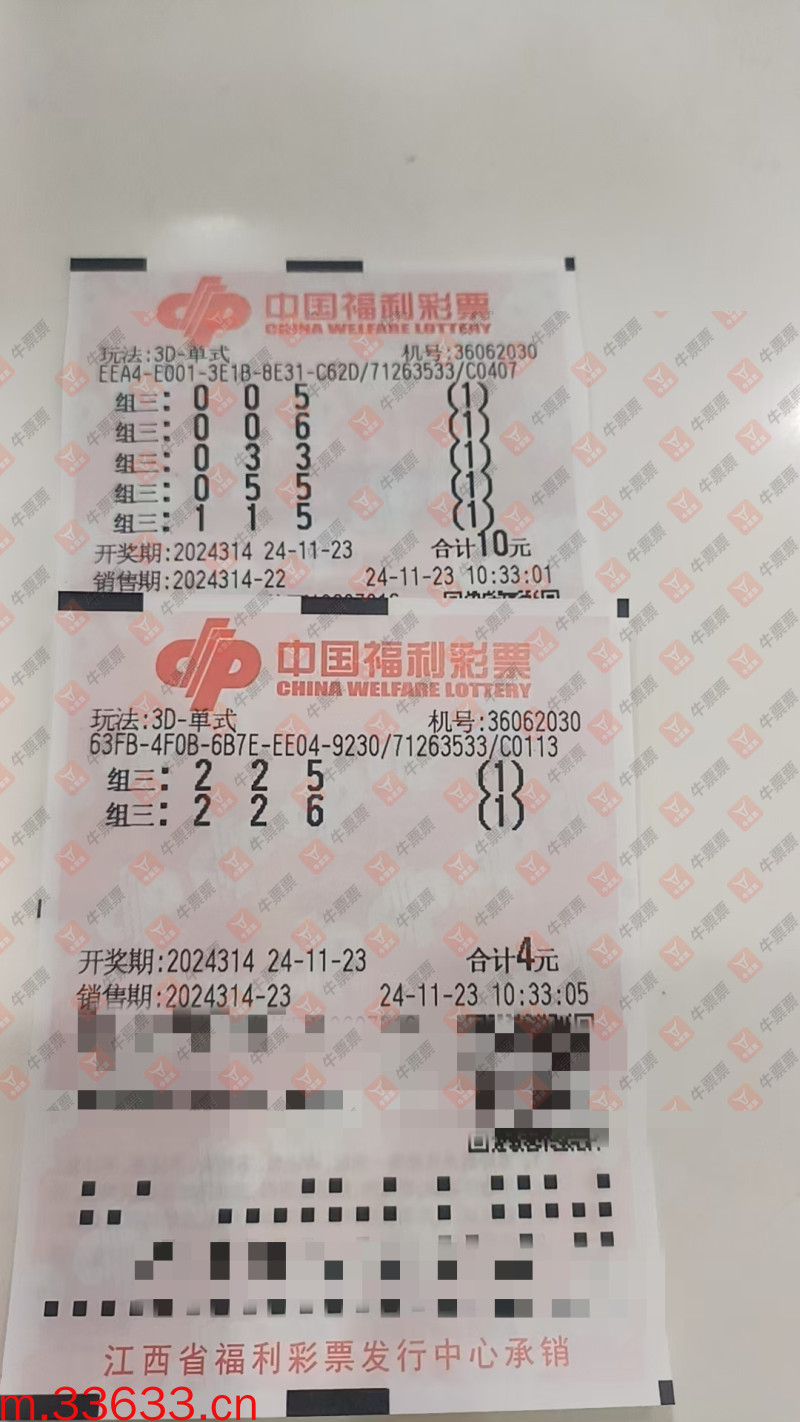 中国福利彩票
CHINA WELFARE LOTTERY
玩法:3D-单式 机号:36062030
EEA4-E001-3E1B-8E31-C62D/71263533/C0407
组三: 0 0 5 (1)
组三: 0 0 6 (1)
组三: 0 3 3 (1)
组三: 0 5 5 (1)
组三: 1 1 5 (1)
开奖期:2024314 24-11-23 合计10元
销售期:2024314-22 24-11-23 10:33:01
中国福利彩票
CHINA WELFARE LOTTERY
玩法:3D-单式 机号:36062030
63FB-4F0B-6B7E-EE04-9230/71263533/C0113
组三: 2 2 5 (1)
组三: 2 2 6 (1)
开奖期:2024314 24-11-23 合计4元
销售期:2024314-23 24-11-23 10:33:05
江西省福利彩票发行中心承销
m.33633.cn
牛票票